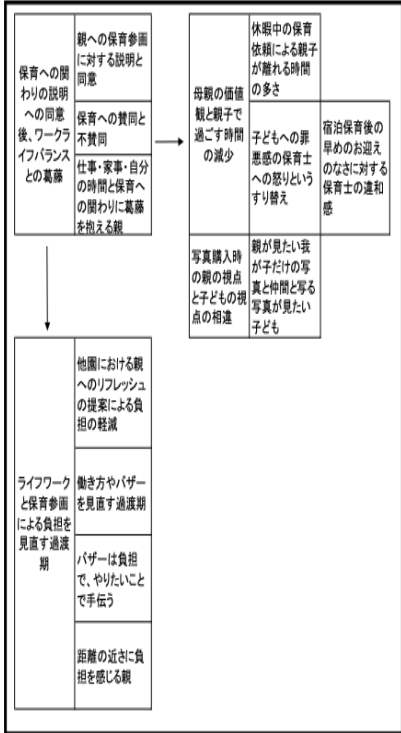 保育への関
わりの説明
への同意
後、ワークラ
イフバランス
との葛藤
親への保育参画
に対する説明と
同意
保育への賛同と
不賛同
仕事・家事・自分
の時間と保育へ
の関わりに葛藤
を抱える親
母親の価値
観と親子で
過ごす時間
の減少
休暇中の保育
依頼による親子
が離れる時間
の多さ
子どもへの罪
悪感の保育士
への怒りという
すり替え
宿泊保育後の
早めのお迎え
のなさに対する
保育士の違和
感
写真購入時
の親の視点
と子どもの視
点の相違
親が見たい我
が子だけの写
真と仲間と写る
写真が見たい
子ども
ライフワーク
と保育参画
による負担を
見直す過渡
期
他園における親
へのリフレッシュ
の提案による負
担の軽減
働き方やバザー
を見直す過渡期
バザーは負担
で、やりたいこと
で手伝う
距離の近さに負
担を感じる親